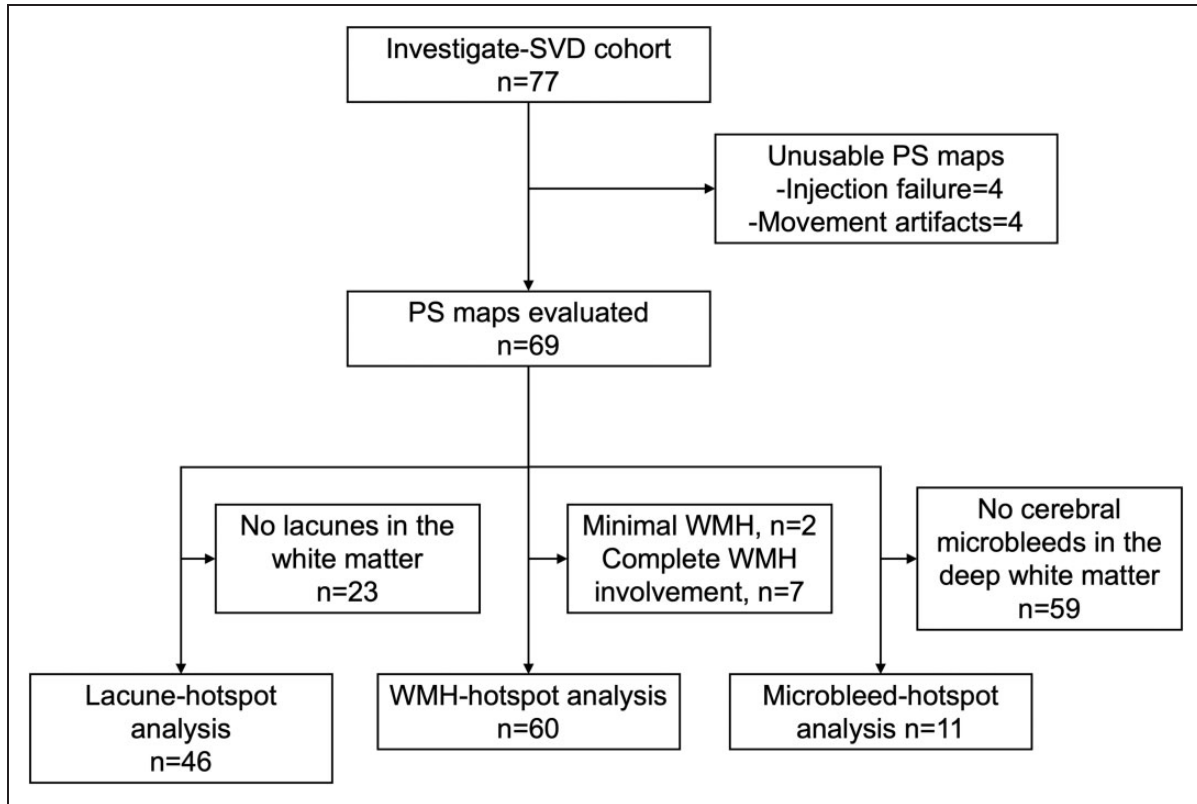 Investigate-SVD cohort
n=77
Unusable PS maps
-Injection failure=4
-Movement artifacts=4
PS maps evaluated
n=69
No lacunes in the
white matter
n=23
Minimal WMH, n=2
Complete WMH
involvement, n=7
No cerebral
microbleeds in the
deep white matter
n=59
Lacune-hotspot
analysis
n=46
WMH-hotspot analysis
n=60
Microbleed-hotspot
analysis n=11